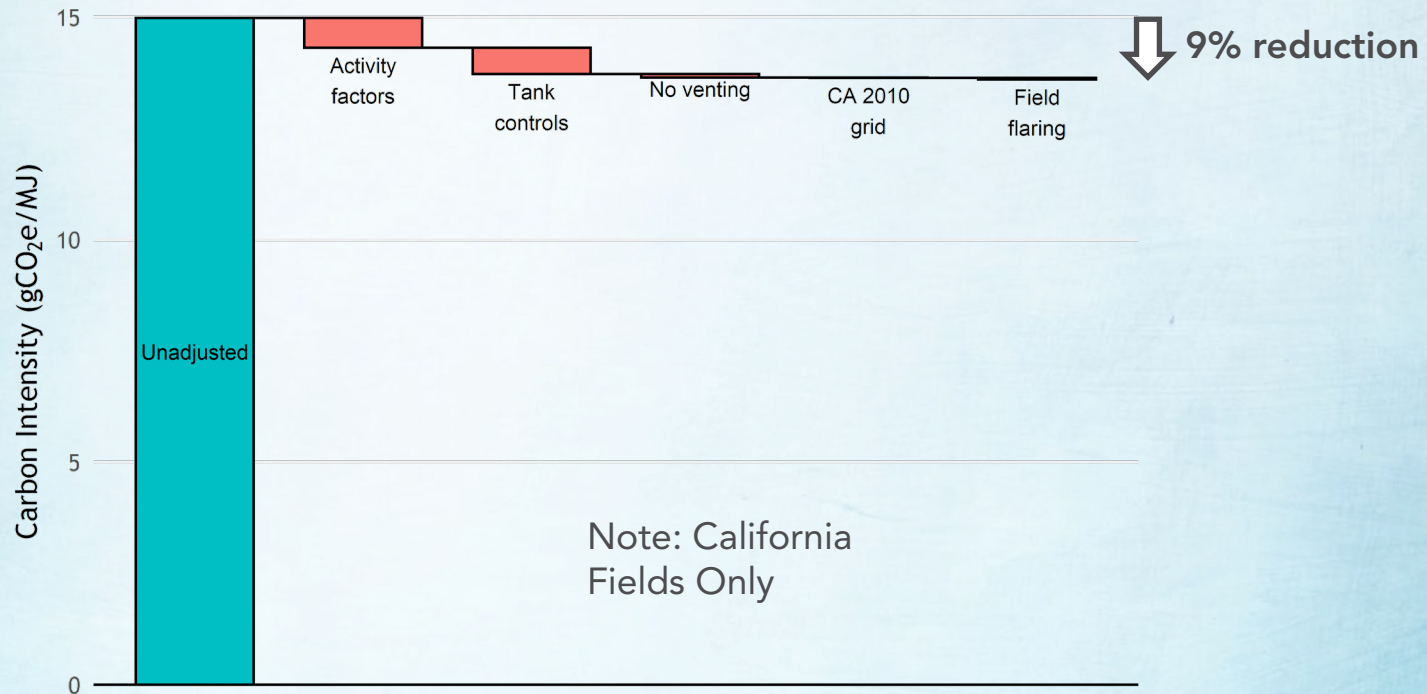 15
9% reduction
Activity
factors
Tank
controls
No venting
CA 2010
grid
Field
flaring
Carbon Intensity (gCO₂e/MJ)
10
Unadjusted
5
Note: California
Fields Only
0